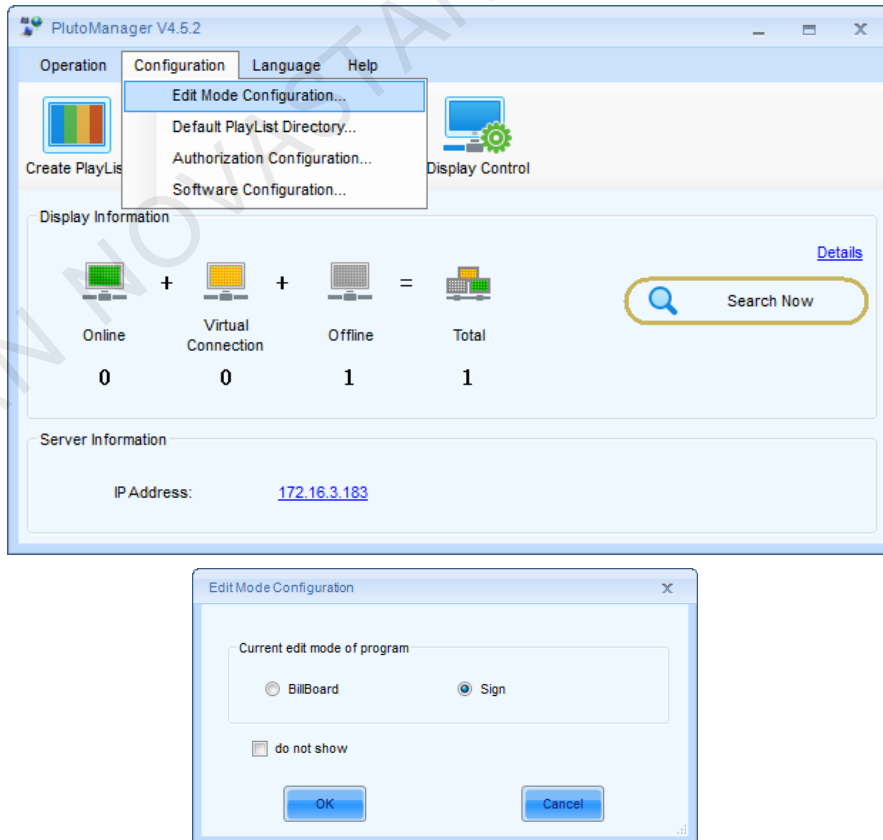 PlutoManager V4.5.2
Operation Configuration Language Help
Edit Mode Configuration...
Default PlayList Directory...
Authorization Configuration...
Software Configuration...
Create PlayLis
Display Control
Display Information
Details
+ + =
Search Now
Online Virtual Connection Offline Total
0 0 1 1
Server Information
IP Address: 172.16.3.183
Edit Mode Configuration
Current edit mode of program
BillBoard Sign
do not show
OK Cancel
NOVASTAR